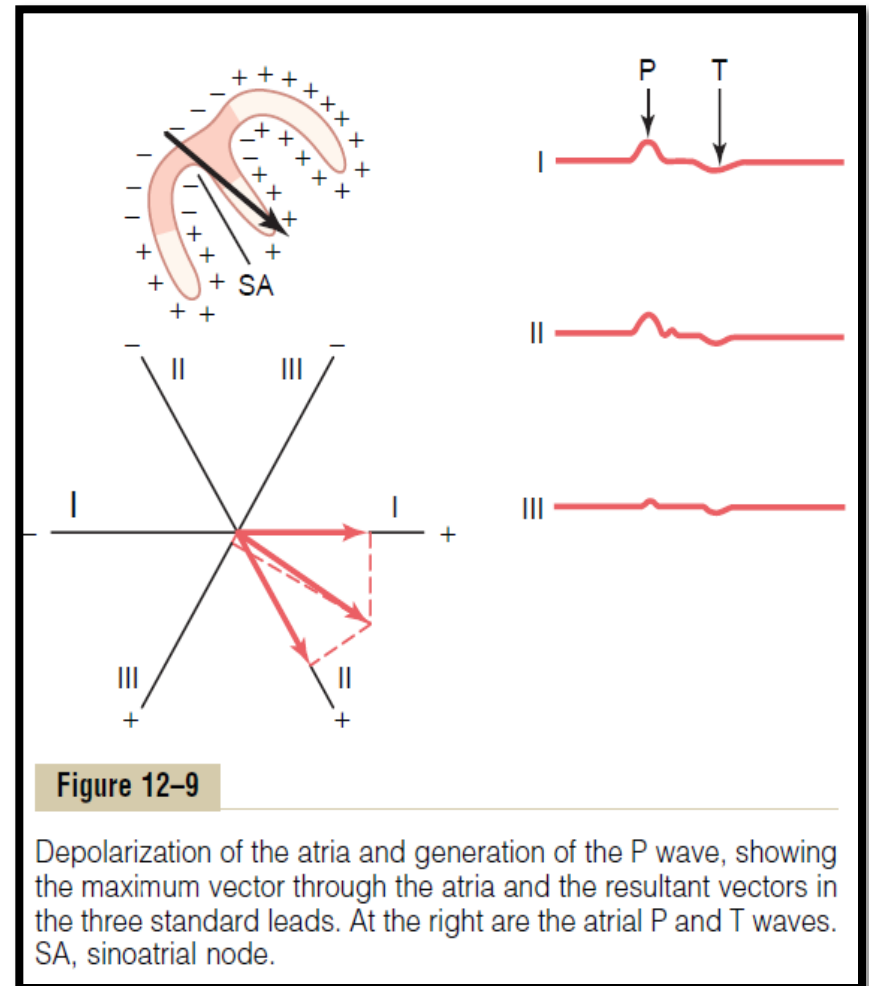 P T
I
SA
II
− −
II III
I I
− +
III
III II
+ +
Figure 12–9
Depolarization of the atria and generation of the P wave, showing
the maximum vector through the atria and the resultant vectors in
the three standard leads. At the right are the atrial P and T waves.
SA, sinoatrial node.